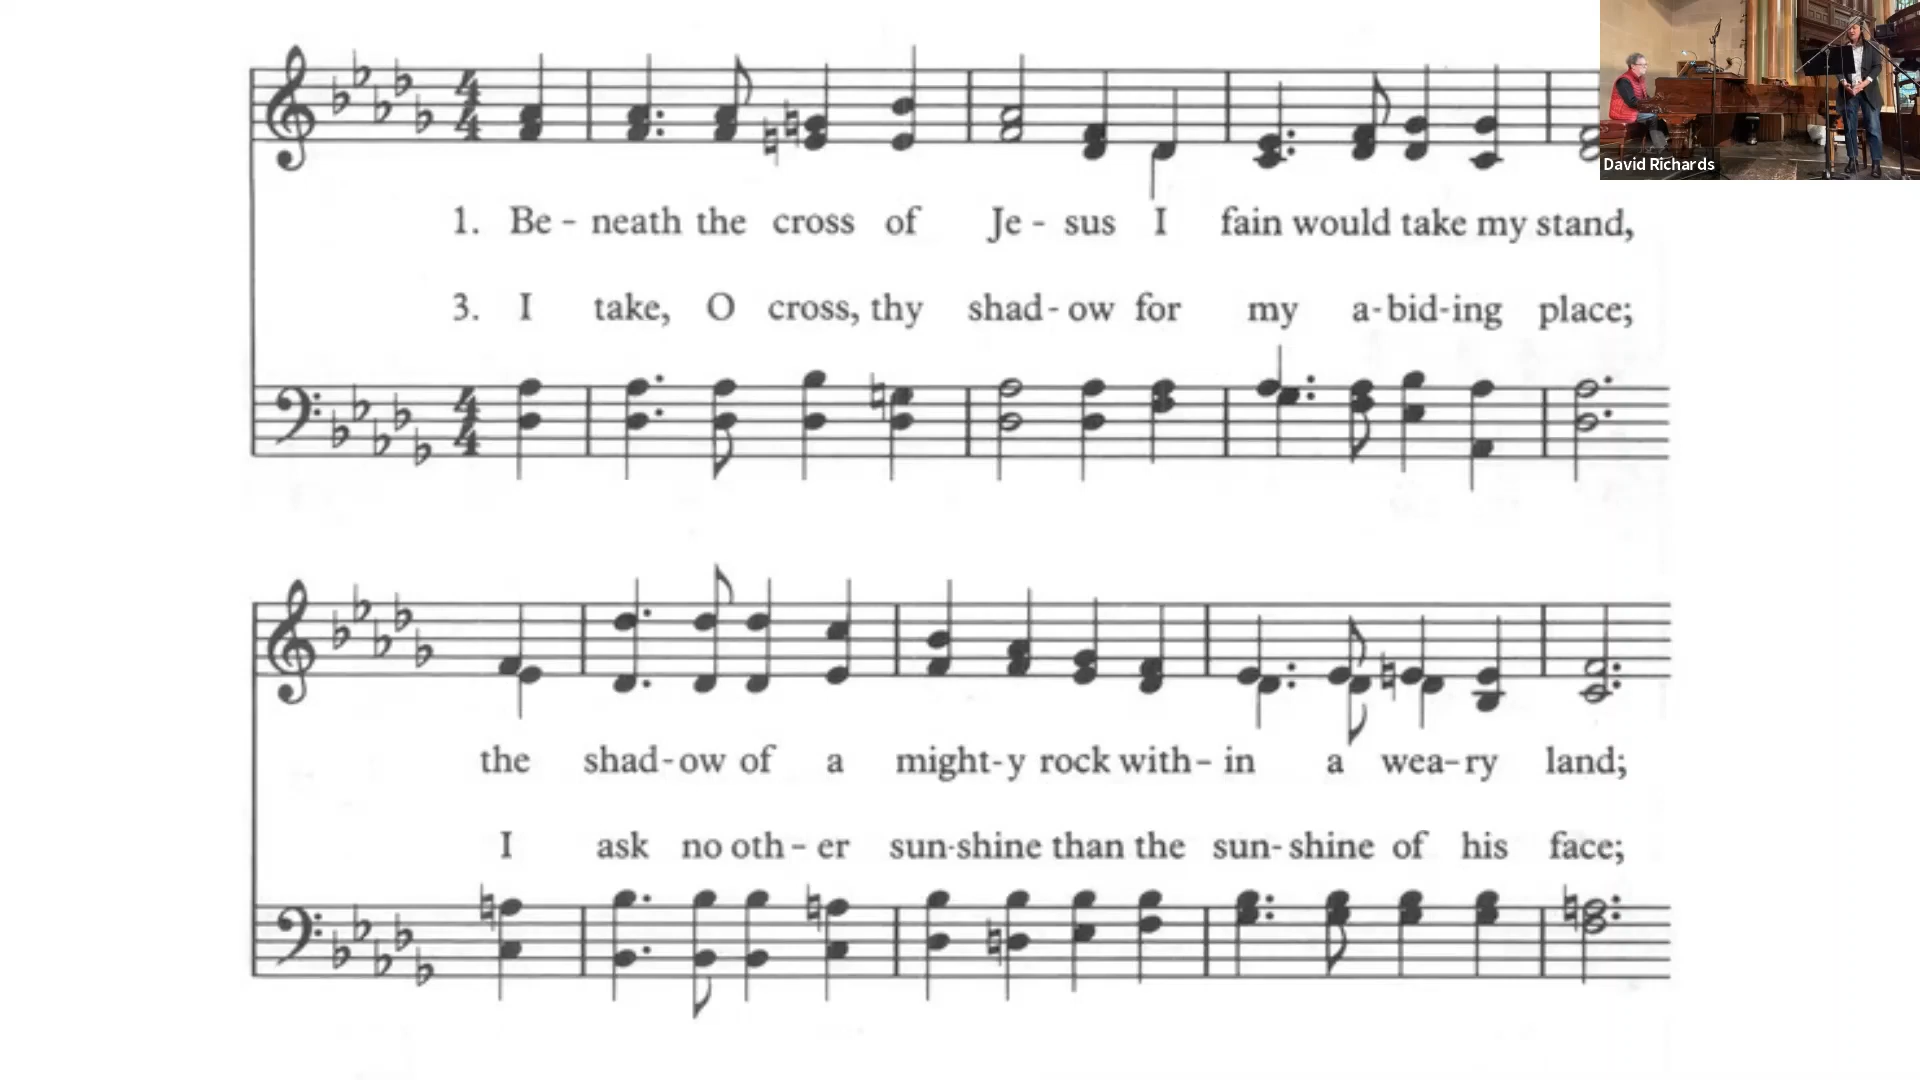 David Richards
1. Be - neath the cross of Je - sus I fain would take my stand,
3. I take, O cross, thy shad - ow for my a - bid - ing place;
the shad - ow of a might - y rock with - in a wea - ry land;
I ask no oth - er sun - shine than the sun - shine of his face;